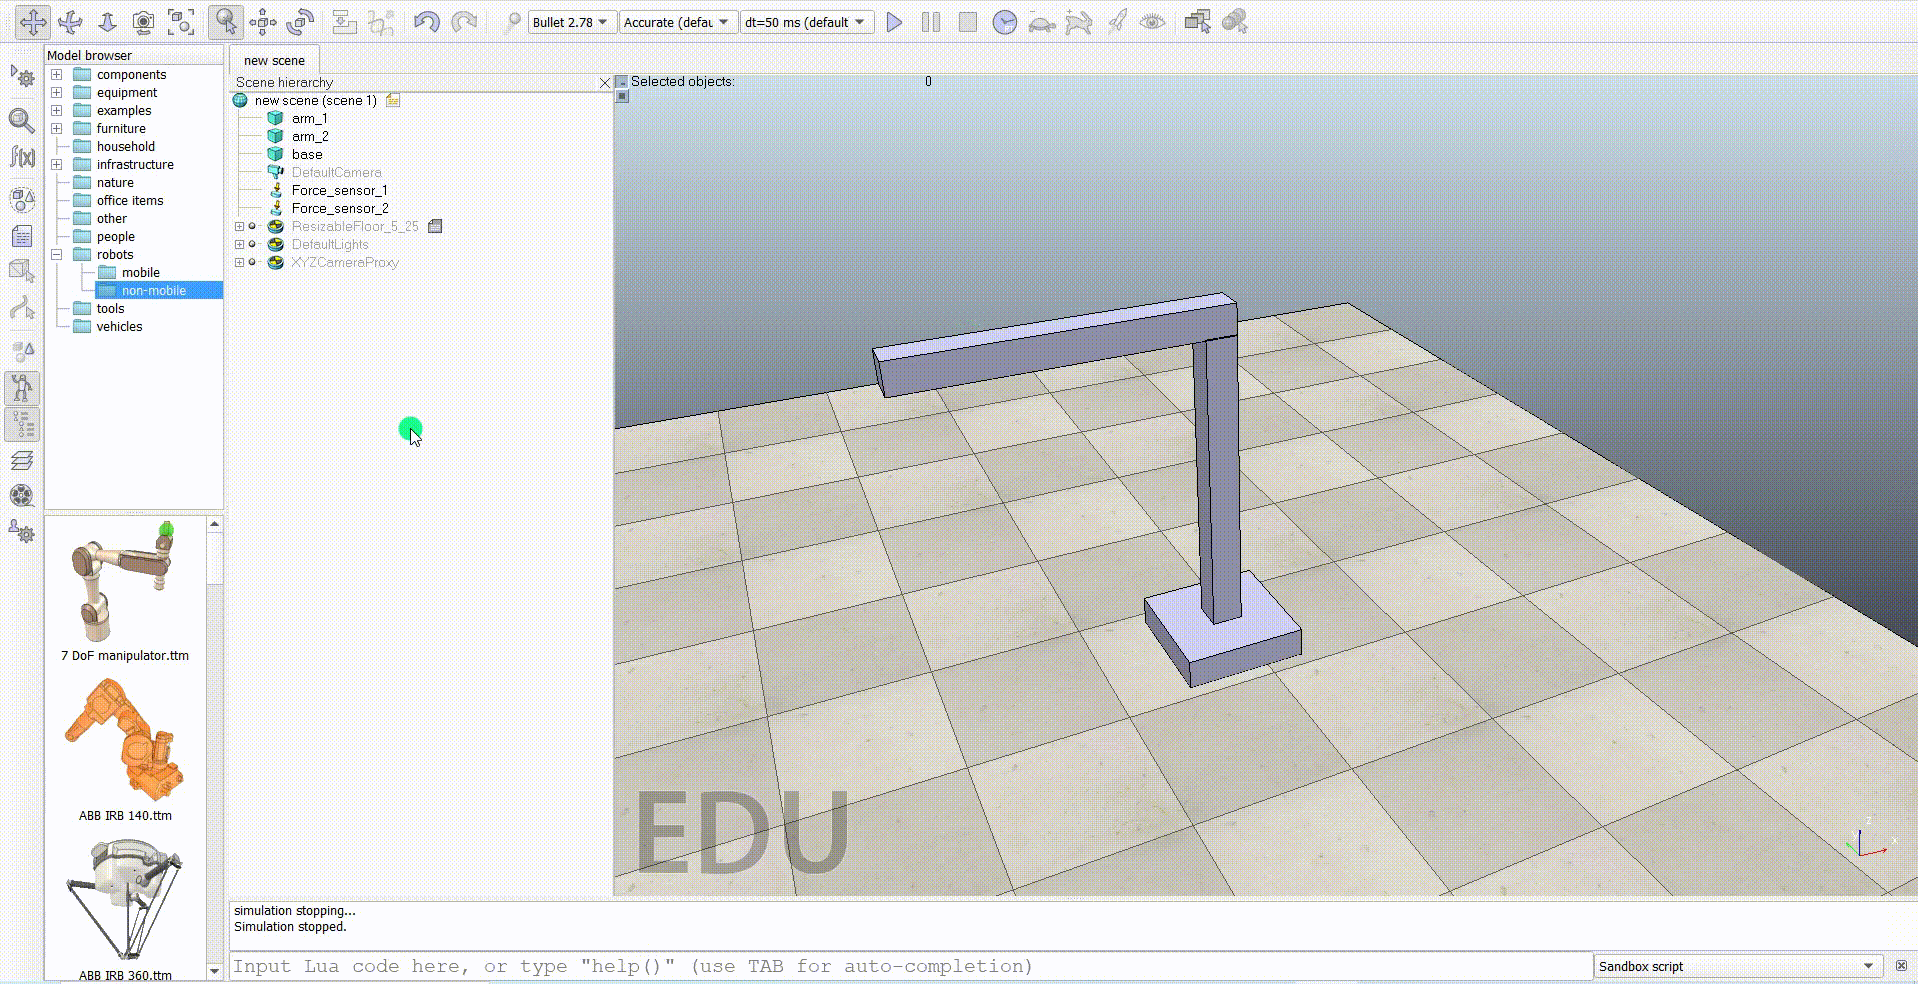 Bullet 2.78
Accurate (defau
dt=50 ms (default
f(x)
Model browser
components
equipment
examples
furniture
household
infrastructure
nature
office items
other
people
robots
mobile
non-mobile
tools
vehicles
7 DoF manipulator.ttm
ABB IRB 140.ttm
ABB IRB 360.ttm
new scene
Scene hierarchy
new scene (scene 1)
arm_1
arm_2
base
DefaultCamera
Force_sensor_1
Force_sensor_2
ResizableFloor_5_25
DefaultLights
XYZCameraProxy
Selected objects: 0
EDU
z
x
simulation stopping...
Simulation stopped.
Input Lua code here, or type "help()" (use TAB for auto-completion)
Sandbox script